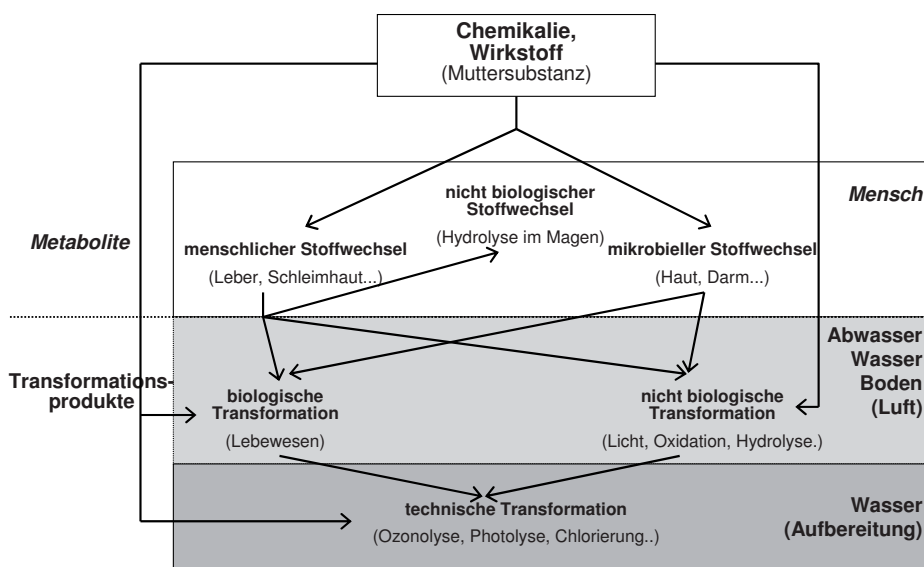 Chemikalie,
Wirkstoff
(Muttersubstanz)
nicht biologischer
Stoffwechsel
(Hydrolyse im Magen)
Mensch
Metabolite
menschlicher Stoffwechsel
(Leber, Schleimhaut...)
mikrobieller Stoffwechsel
(Haut, Darm...)
Abwasser
Wasser
Boden
(Luft)
Transformations-
produkte
biologische
Transformation
(Lebewesen)
nicht biologische
Transformation
(Licht, Oxidation, Hydrolyse.)
technische Transformation
(Ozonolyse, Photolyse, Chlorierung..)
Wasser
(Aufbereitung)